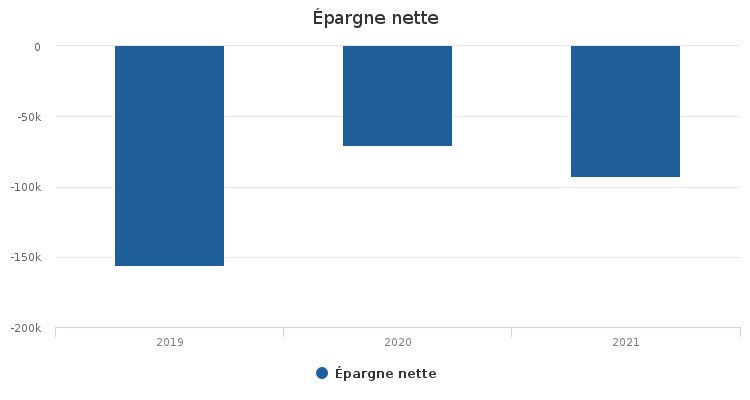 Épargne nette
0
-50k
-100k
-150k
-200k
2019 2020 2021
Épargne nette